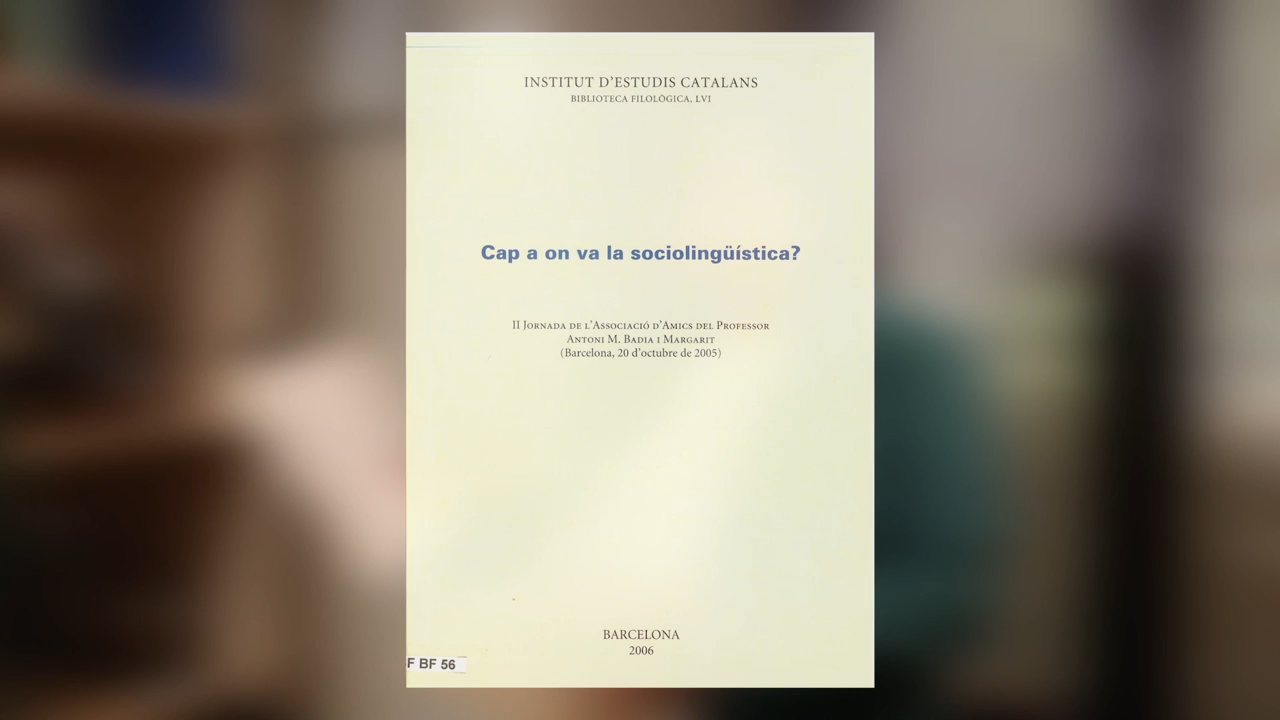 INSTITUT D'ESTUDIS CATALANS
BIBLIOTECA FILOLÒGICA, LVI
Cap a on va la sociolingüística?
II Jornada de l'Associació d'Amics del Professor
Antoni M. Badia i Margarit
(Barcelona, 20 d'octubre de 2005)
BARCELONA
2006
F BF 56